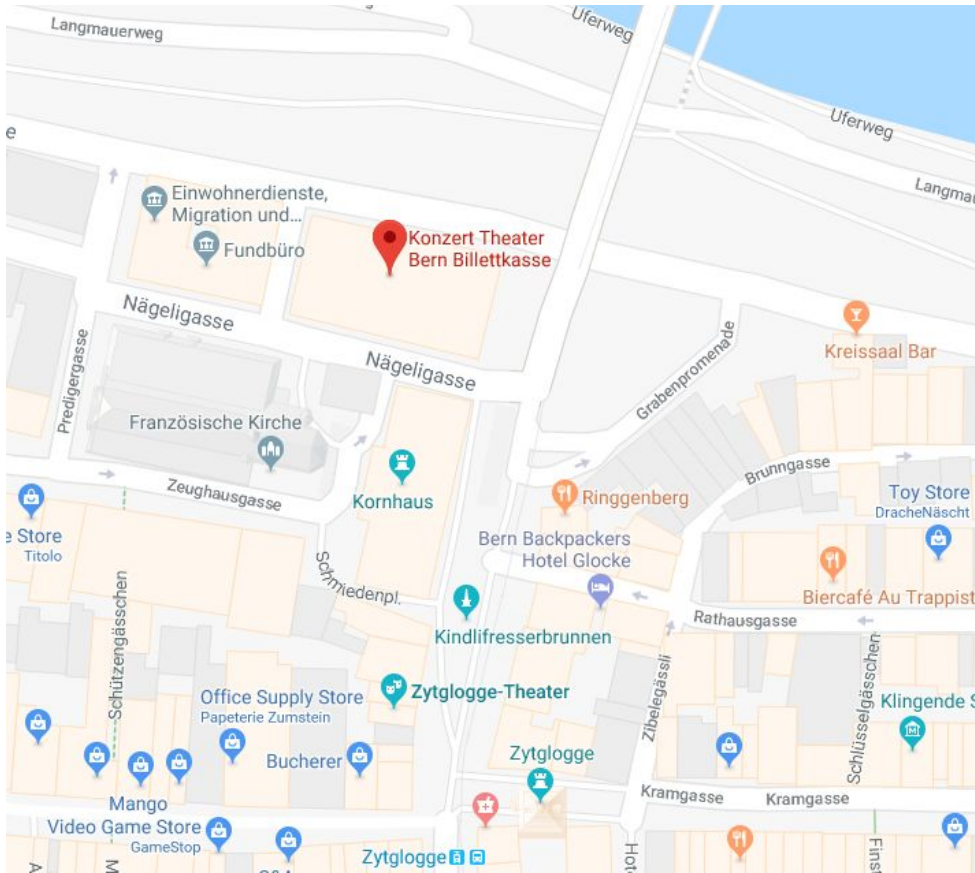 Uferweg
Langmauerweg
Uferweg
e
Langmau
Einwohnerdienste,
Migration und...
Fundbüro
Konzert Theater
Bern Billettkasse
Nägeligasse
Kreissaal Bar
Grabenpromenade
Predigergasse
Nägeligasse
Französische Kirche
Brunngasse
Zeughausgasse
Kornhaus
Ringgenberg
Toy Store
DracheNäscht
e Store
Titolo
Bern Backpackers
Hotel Glocke
Schmiedenpl.
Biercafé Au Trappist
Rathausgasse
Kindlifresserbrunnen
Schützengässchen
Zytglogge-Theater
Zibelegässli
Schlüsselgässchen
Office Supply Store
Papeterie Zumstein
Klingende S
Bucherer
Zytglogge
Mango
Kramgasse
Kramgasse
Video Game Store
GameStop
Zytglogge
A
M
C&A
Hote
Finst